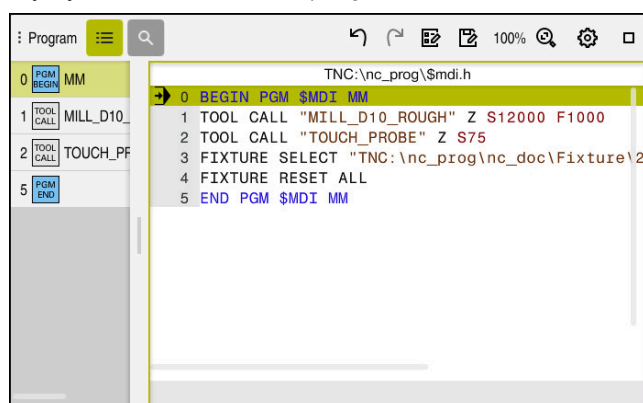 Program
100%
0 PGM BEGIN MM
1 TOOL CALL MILL_D10_
2 TOOL CALL TOUCH_PF
5 PGM END
TNC:\nc_prog\$mdi.h
0 BEGIN PGM $MDI MM
1 TOOL CALL "MILL_D10_ROUGH" Z S12000 F1000
2 TOOL CALL "TOUCH_PROBE" Z S75
3 FIXTURE SELECT "TNC:\nc_prog\nc_doc\Fixture\2
4 FIXTURE RESET ALL
5 END PGM $MDI MM